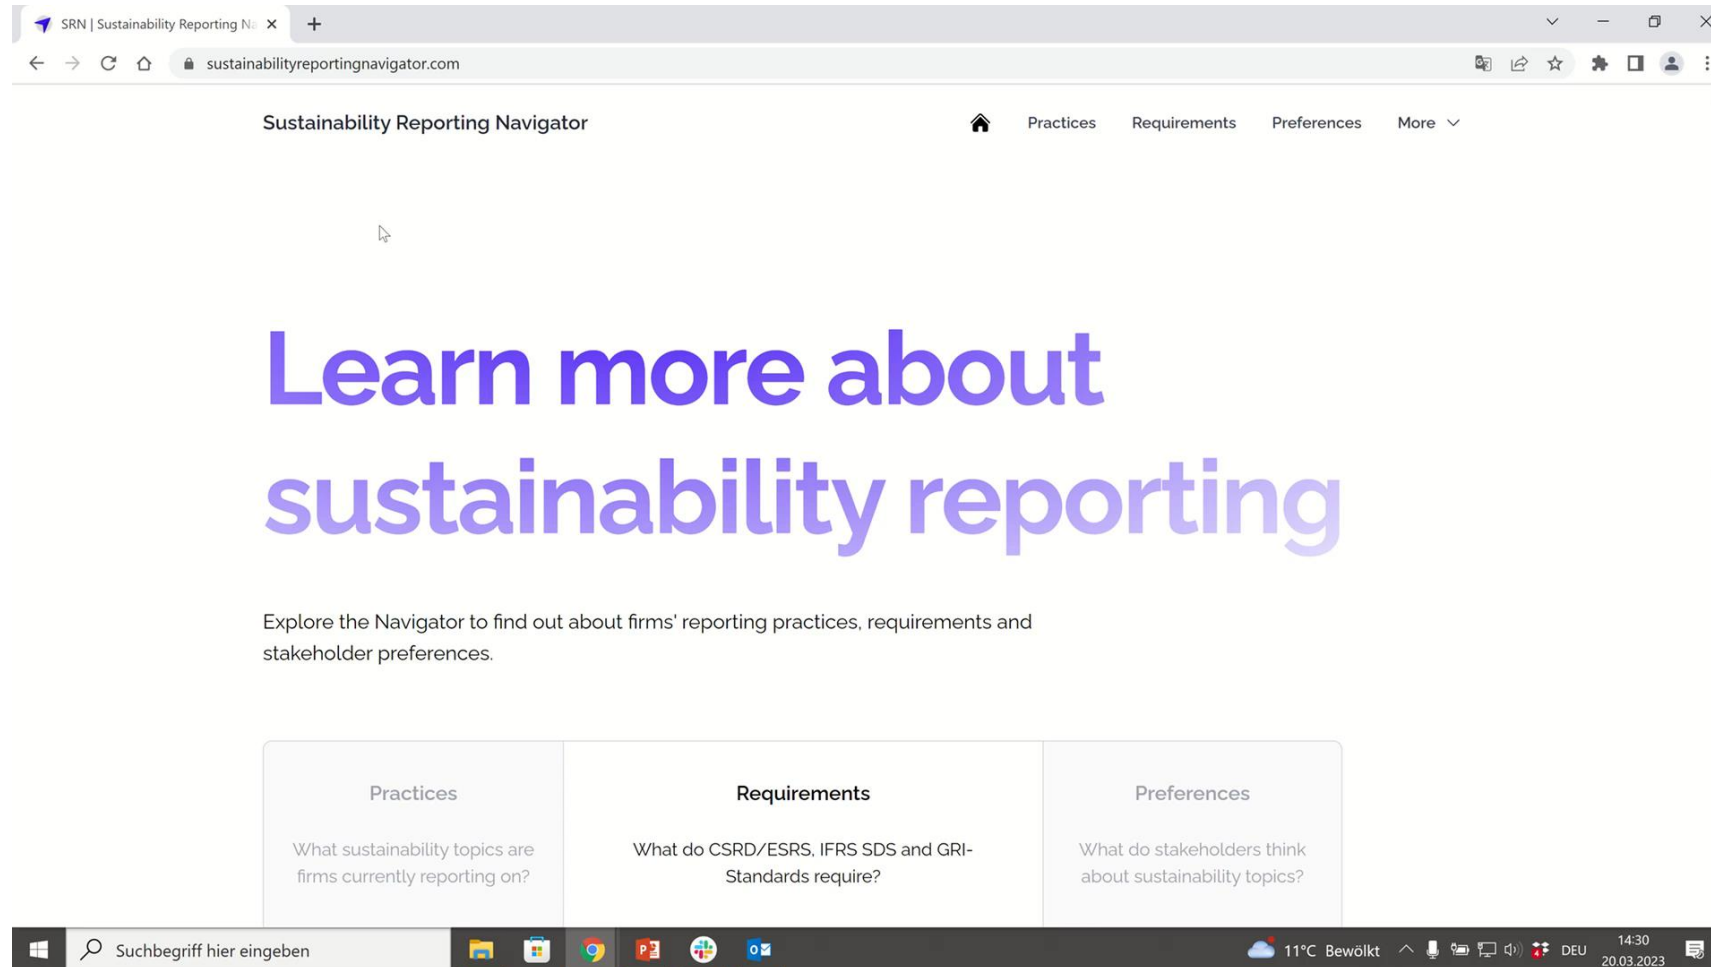 SRN | Sustainability Reporting Na
sustainabilityreportingnavigator.com
Sustainability Reporting Navigator
Practices Requirements Preferences More
Learn more about
sustainability reporting
Explore the Navigator to find out about firms' reporting practices, requirements and
stakeholder preferences.
Practices
What sustainability topics are
firms currently reporting on?
Requirements
What do CSRD/ESRS, IFRS SDS and GRI-
Standards require?
Preferences
What do stakeholders think
about sustainability topics?
Suchbegriff hier eingeben
11°C Bewölkt
DEU
14:30
20.03.2023